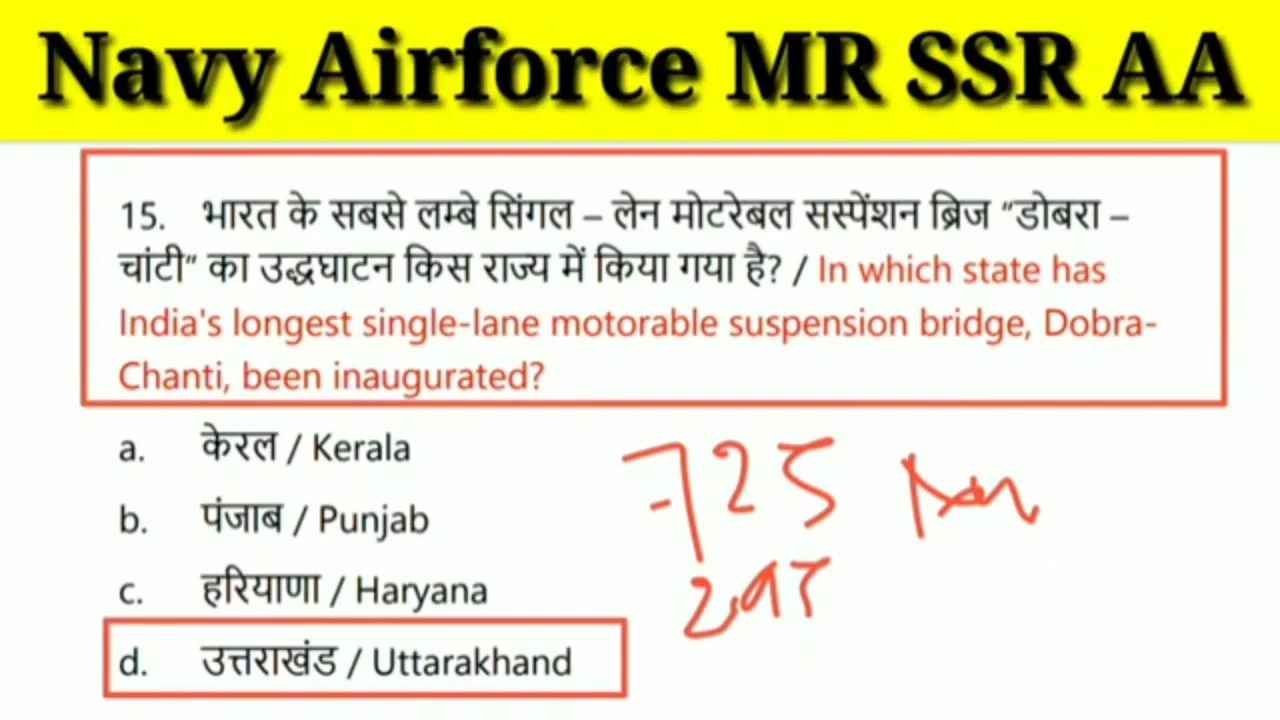 Navy Airforce MR SSR AA
15. भारत के सबसे लम्बे सिंगल – लेन मोटरेबल सस्पेंशन ब्रिज "डोबरा –
चांटी" का उद्धघाटन किस राज्य में किया गया है? / In which state has
India's longest single-lane motorable suspension bridge, Dobra-
Chanti, been inaugurated?
a. केरल / Kerala
725
b. पंजाब / Punjab
c. हरियाणा / Haryana
d. उत्तराखंड / Uttarakhand